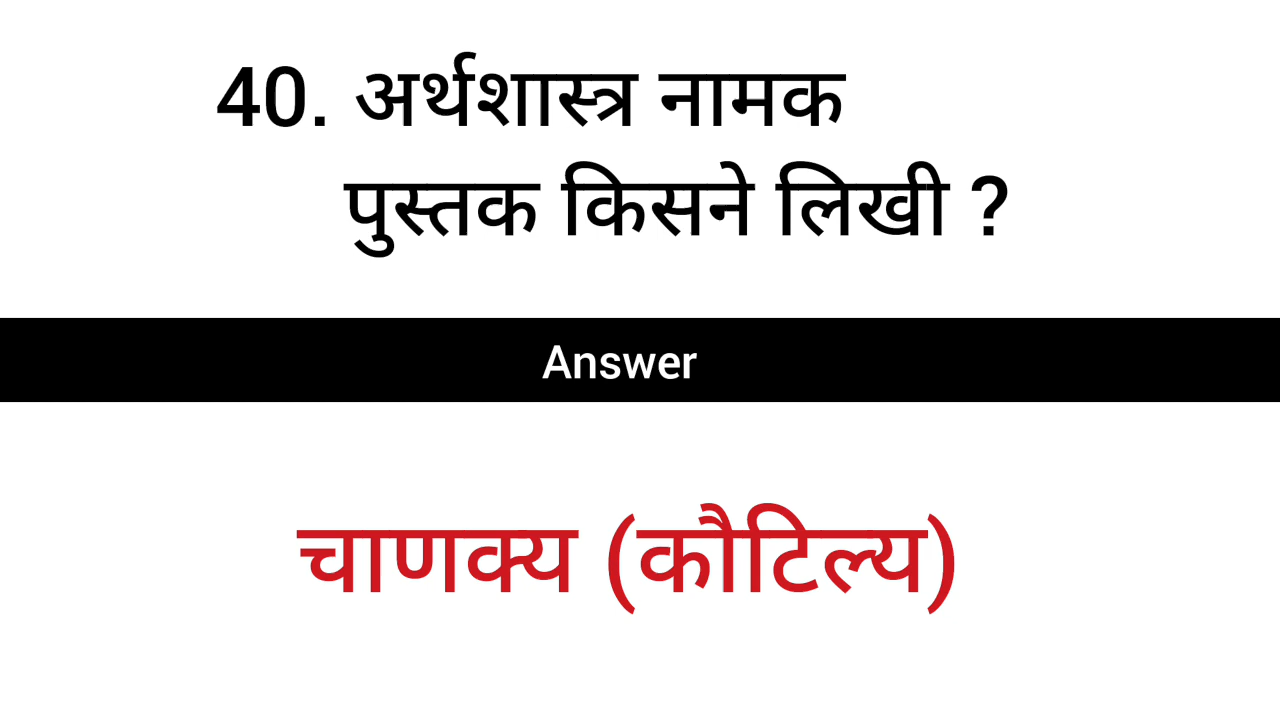 40. अर्थशास्त्र नामक
पुस्तक किसने लिखी ?
Answer
चाणक्य (कौटिल्य)